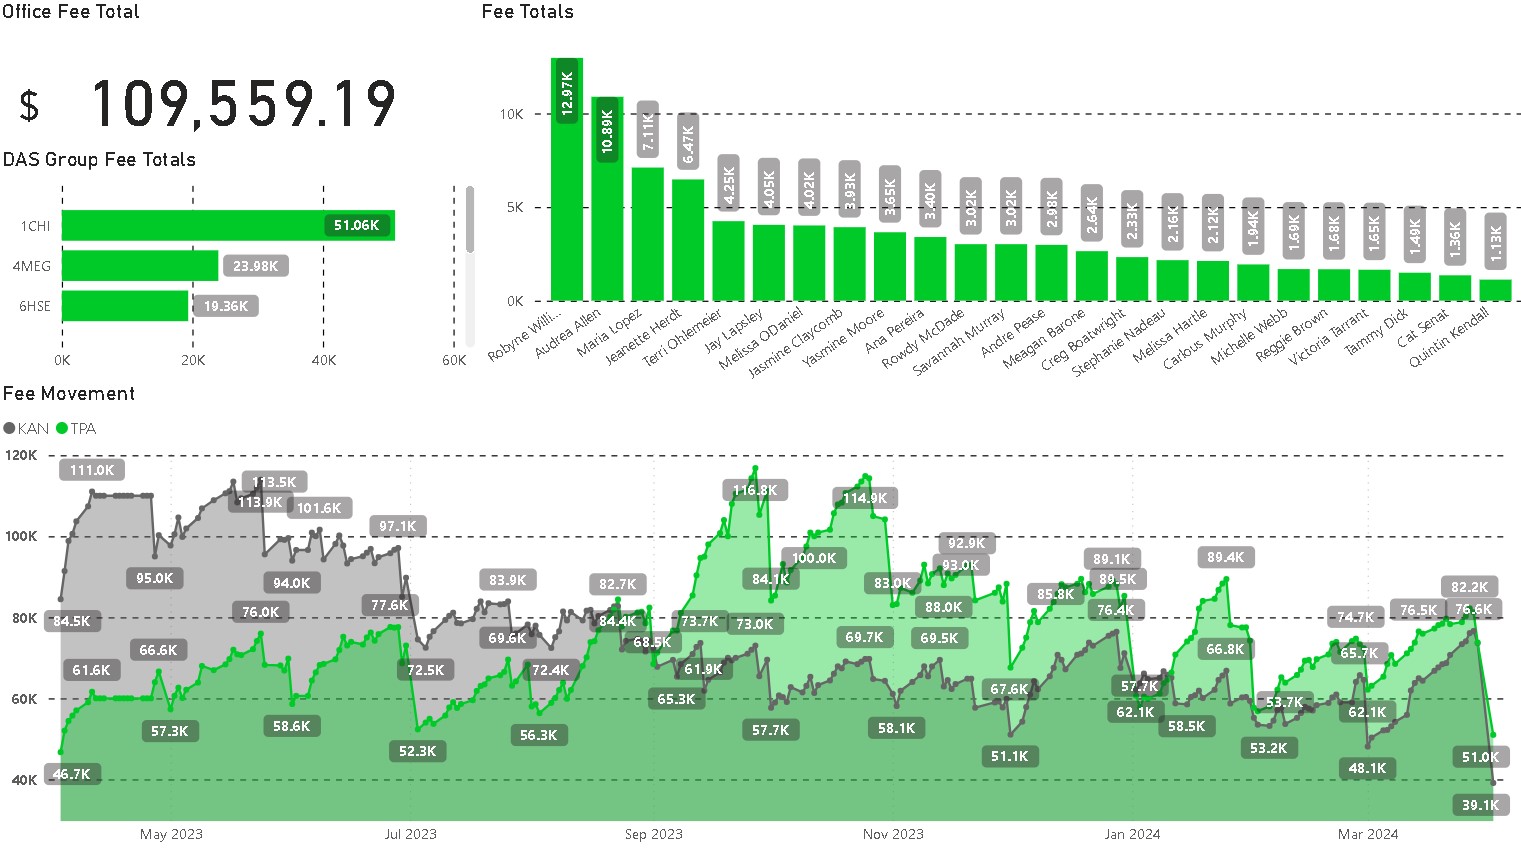 Office Fee Total
$ 109,559.19
DAS Group Fee Totals
1CHI 51.06K
4MEG 23.98K
6HSE 19.36K
0K 20K 40K 60K
Fee Totals
10K
5K
0K
12.97K 10.89K 7.11K 6.47K 4.25K 4.05K 4.02K 3.93K 3.65K 3.40K 3.02K 3.02K 2.98K 2.64K 2.33K 2.16K 2.12K 1.94K 1.69K 1.68K 1.65K 1.49K 1.36K 1.13K
Robyne Willi...
Audrea Allen
Maria Lopez
Jeanette Herdt
Terri Ohlemeier
Jay Lapsley
Melissa ODaniel
Jasmine Claycomb
Yasmine Moore
Ana Pereira
Rowdy McDade
Savannah Murray
Andre Pease
Meagan Barone
Creg Boatwright
Stephanie Nadeau
Melissa Hartle
Carlous Murphy
Michelle Webb
Reggie Brown
Victoria Tarrant
Tammy Dick
Cat Senat
Quintin Kendall
Fee Movement
KAN TPA
120K
100K
80K
60K
40K
111.0K 113.5K 113.9K 101.6K 97.1K 116.8K 114.9K
95.0K 94.0K 83.9K 82.7K 84.1K 100.0K 83.0K 92.9K 93.0K 85.8K 89.1K 89.5K 89.4K 82.2K
84.5K 76.0K 77.6K 84.4K 73.7K 73.0K 88.0K 76.4K 74.7K 76.5K 76.6K
61.6K 66.6K 72.5K 69.6K 72.4K 68.5K 61.9K 69.7K 69.5K 66.8K 65.7K
57.3K 58.6K 52.3K 56.3K 65.3K 57.7K 58.1K 67.6K 57.7K 62.1K 58.5K 53.7K 62.1K
46.7K 51.1K 53.2K 48.1K 51.0K
39.1K
May 2023 Jul 2023 Sep 2023 Nov 2023 Jan 2024 Mar 2024